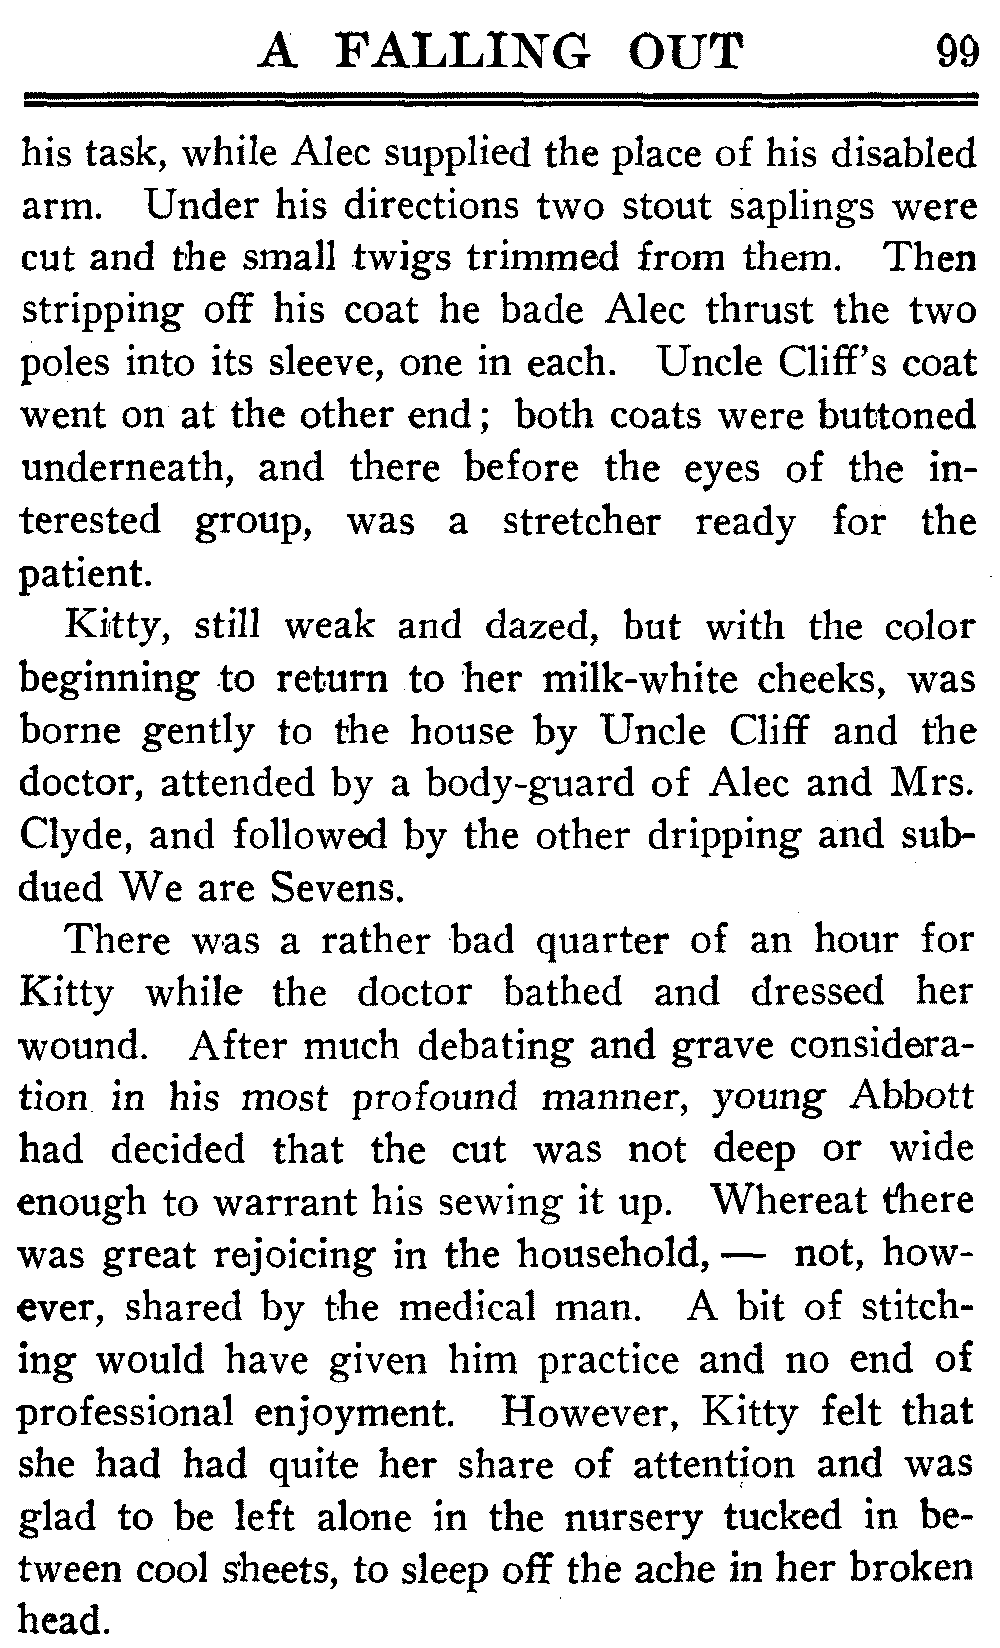 A FALLING OUT 99
his task, while Alec supplied the place of his disabled
arm. Under his directions two stout saplings were
cut and the small twigs trimmed from them. Then
stripping off his coat he bade Alec thrust the two
poles into its sleeve, one in each. Uncle Cliff's coat
went on at the other end; both coats were buttoned
underneath, and there before the eyes of the in-
terested group, was a stretcher ready for the
patient.
Kitty, still weak and dazed, but with the color
beginning to return to her milk-white cheeks, was
borne gently to the house by Uncle Cliff and the
doctor, attended by a body-guard of Alec and Mrs.
Clyde, and followed by the other dripping and sub-
dued We are Sevens.
There was a rather bad quarter of an hour for
Kitty while the doctor bathed and dressed her
wound. After much debating and grave considera-
tion in his most profound manner, young Abbott
had decided that the cut was not deep or wide
enough to warrant his sewing it up. Whereat there
was great rejoicing in the household, — not, how-
ever, shared by the medical man. A bit of stitch-
ing would have given him practice and no end of
professional enjoyment. However, Kitty felt that
she had had quite her share of attention and was
glad to be left alone in the nursery tucked in be-
tween cool sheets, to sleep off the ache in her broken
head.